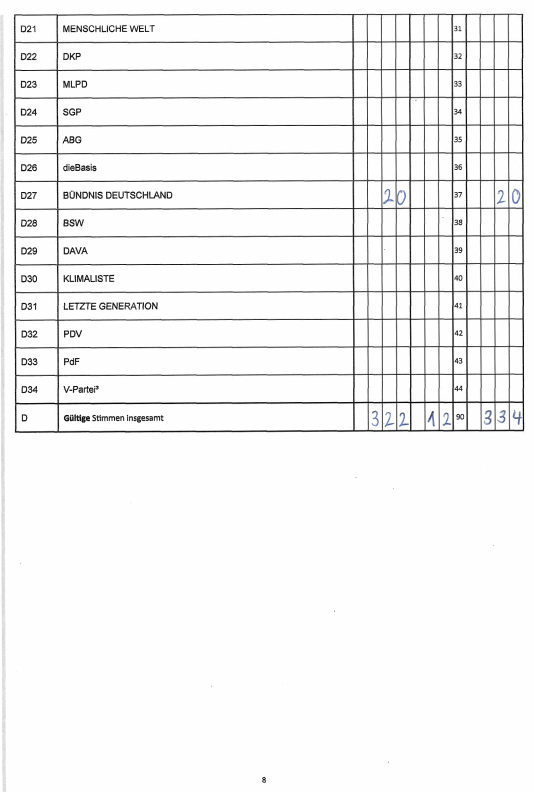 D21 MENSCHLICHE WELT 31
D22 DKP 32
D23 MLPD 33
D24 SGP 34
D25 ABG 35
D26 dieBasis 36
D27 BÜNDNIS DEUTSCHLAND 20 37 20
D28 BSW 38
D29 DAVA 39
D30 KLIMALISTE 40
D31 LETZTE GENERATION 41
D32 PDV 42
D33 PdF 43
D34 V-Partei³ 44
D Gültige Stimmen insgesamt 322 12 90 334
8